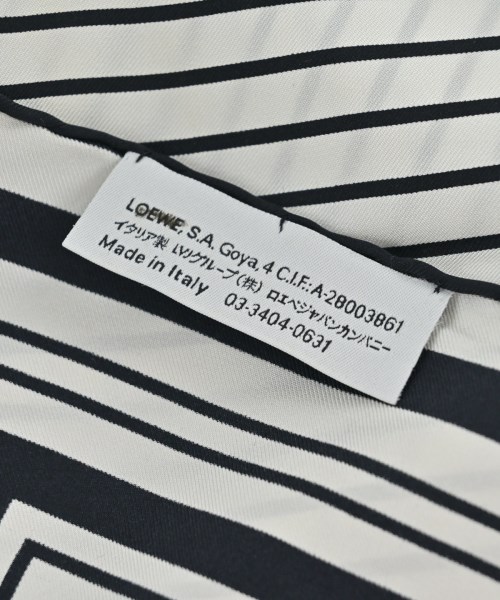 LOEWE, S.A. Goya, 4 C.I.F.: A-28003861
イタリア製 LVJグループ(株) ロエベジャパンカンパニー
Made in Italy 03-3404-0631